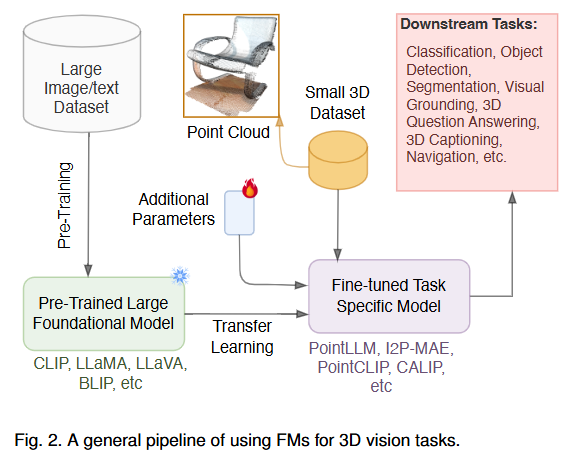 Large
Image/text
Dataset
Point Cloud
Small 3D
Dataset
Downstream Tasks:
Classification, Object
Detection,
Segmentation, Visual
Grounding, 3D
Question Answering,
3D Captioning,
Navigation, etc.
Pre-Training
Additional
Parameters
Pre-Trained Large
Foundational Model
CLIP, LLaMA, LLaVA,
BLIP, etc
Transfer
Learning
Fine-tuned Task
Specific Model
PointLLM, I2P-MAE,
PointCLIP, CALIP,
etc
Fig. 2. A general pipeline of using FMs for 3D vision tasks.